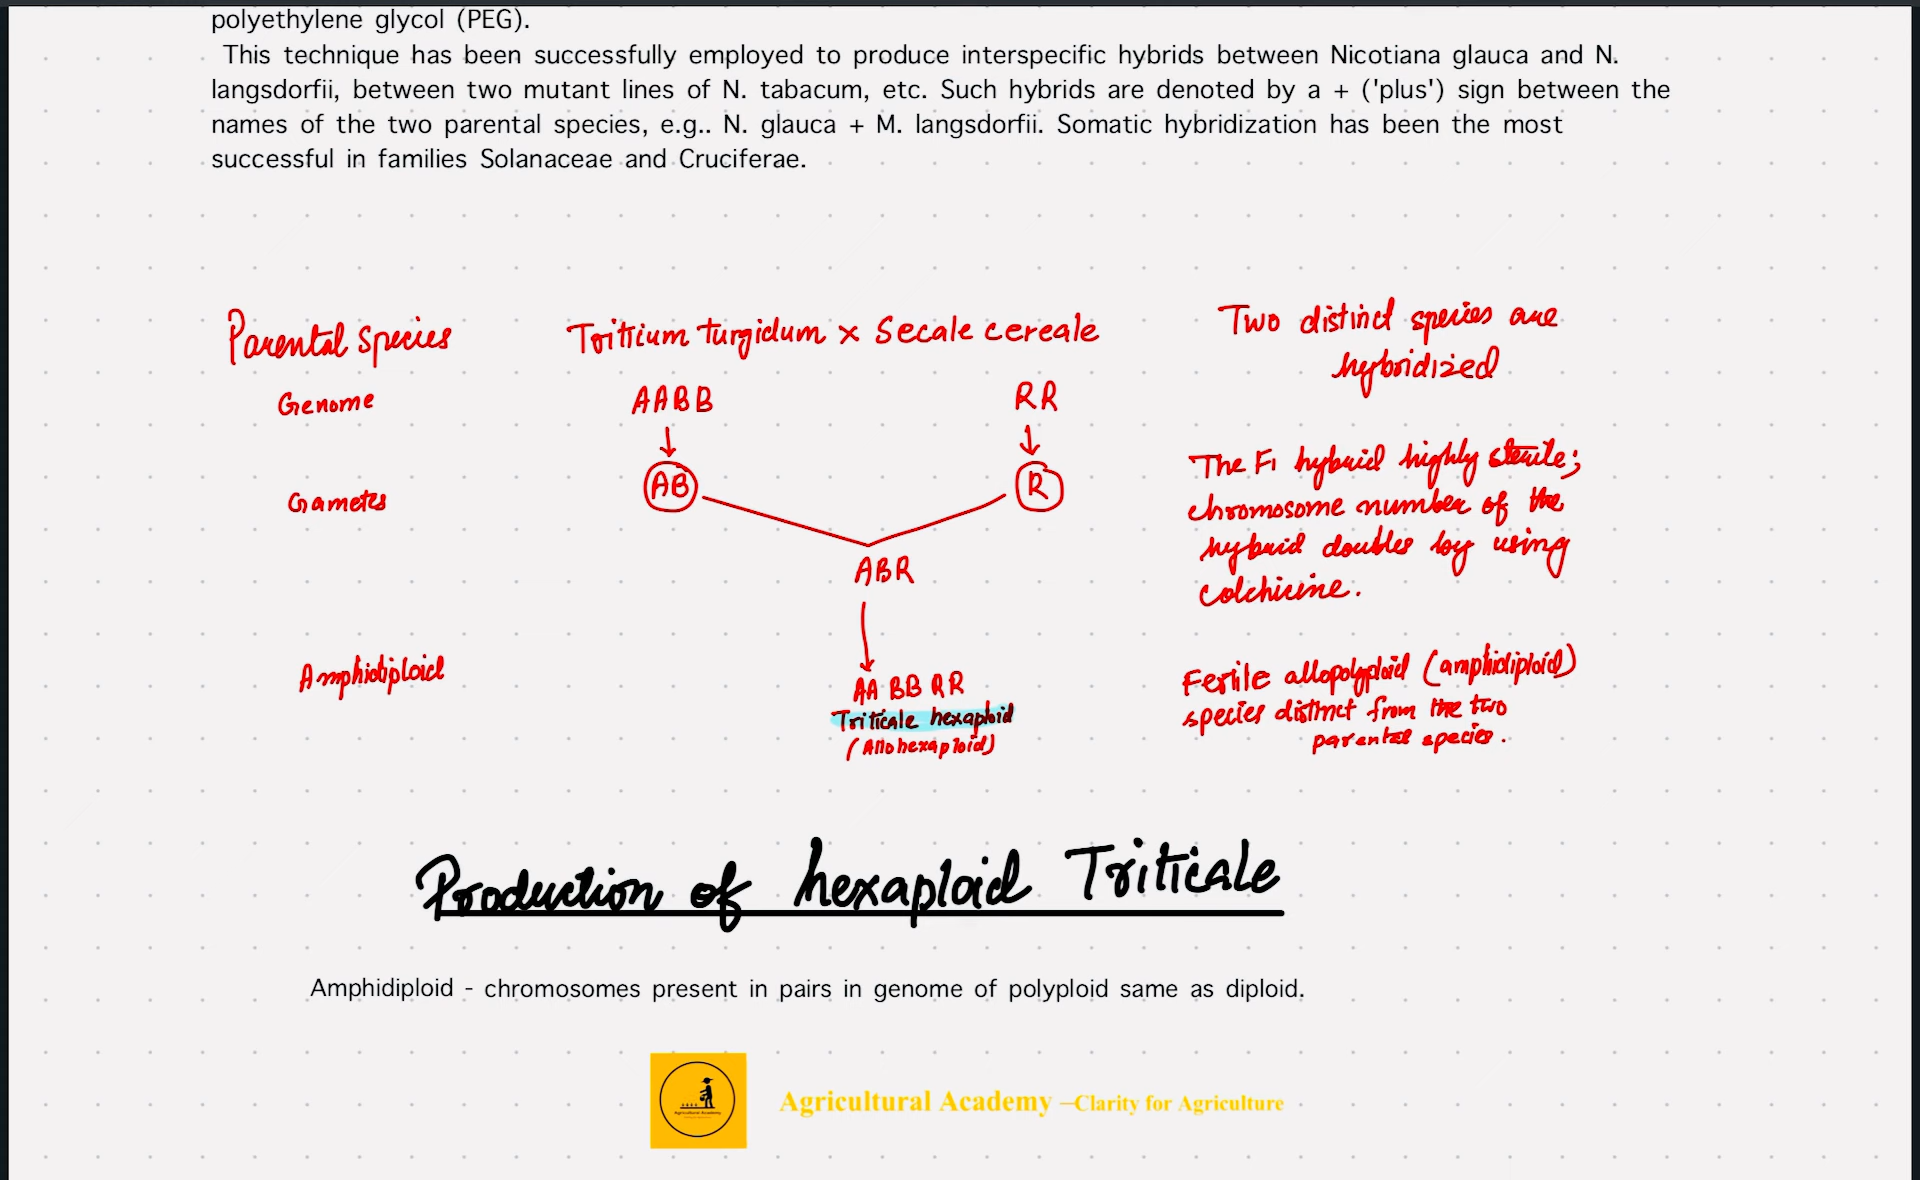 polyethylene glycol (PEG).
This technique has been successfully employed to produce interspecific hybrids between Nicotiana glauca and N.
langsdorfii, between two mutant lines of N. tabacum, etc. Such hybrids are denoted by a + ('plus') sign between the
names of the two parental species, e.g.. N. glauca + M. langsdorfii. Somatic hybridization has been the most
successful in families Solanaceae and Cruciferae.
Parental Species
Triticum turgidum x Secale cereale
Two distinct species are
hybridized
Genome
AABB
RR
Gametes
AB
R
The F1 hybrid highly sterile;
chromosome number of the
hybrid doubles by using
colchicine.
ABR
Amphidiploid
AA BB RR
Triticale hexaploid
(Allohexaploid)
Fertile allopolyploid (amphidiploid)
species distinct from the two
parental species.
Production of hexaploid Triticale
Amphidiploid - chromosomes present in pairs in genome of polyploid same as diploid.
Agricultural Academy
Agricultural Academy –Clarity for Agriculture